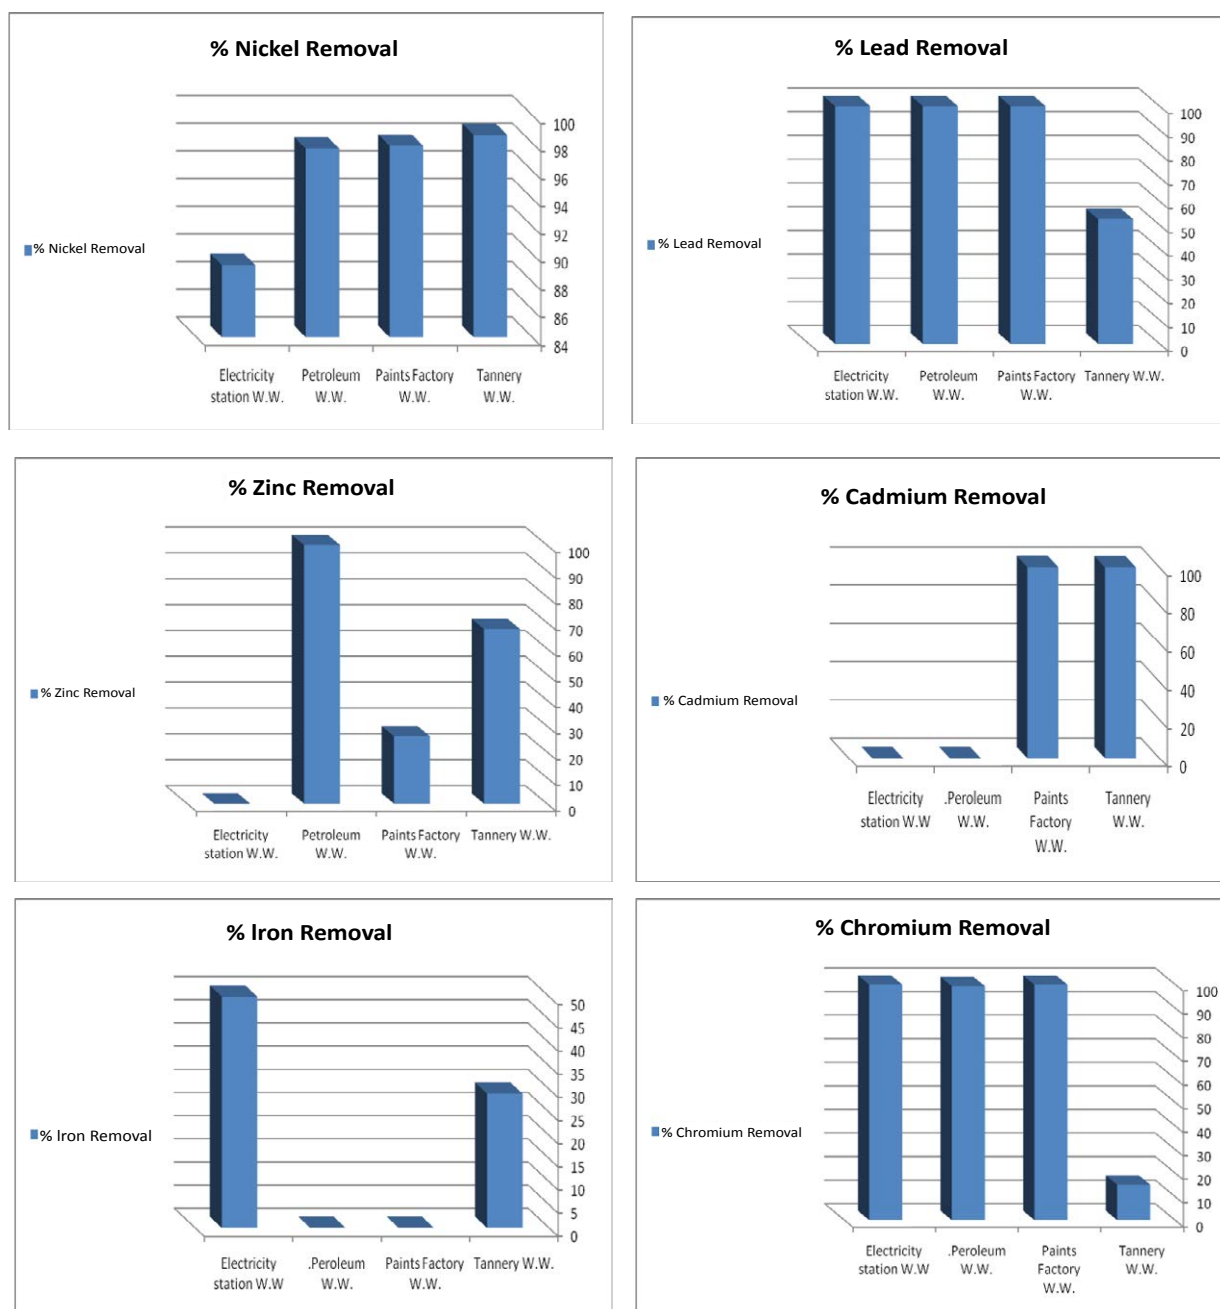 % Nickel Removal
100
98
96
94
92
90
88
86
84
% Nickel Removal
Electricity station W.W.
Petroleum W.W.
Paints Factory W.W.
Tannery W.W.
% Lead Removal
100
90
80
70
60
50
40
30
20
10
0
% Lead Removal
Electricity station W.W.
Petroleum W.W.
Paints Factory W.W.
Tannery W.W.
% Zinc Removal
100
90
80
70
60
50
40
30
20
10
0
% Zinc Removal
Electricity station W.W.
Petroleum W.W.
Paints Factory W.W.
Tannery W.W.
% Cadmium Removal
100
80
60
40
20
0
% Cadmium Removal
Electricity station W.W
.Peroleum W.W.
Paints Factory W.W.
Tannery W.W.
% Iron Removal
50
45
40
35
30
25
20
15
10
5
0
% Iron Removal
Electricity station W.W
.Peroleum W.W.
Paints Factory W.W.
Tannery W.W.
% Chromium Removal
100
90
80
70
60
50
40
30
20
10
0
% Chromium Removal
Electricity station W.W
.Peroleum W.W.
Paints Factory W.W.
Tannery W.W.